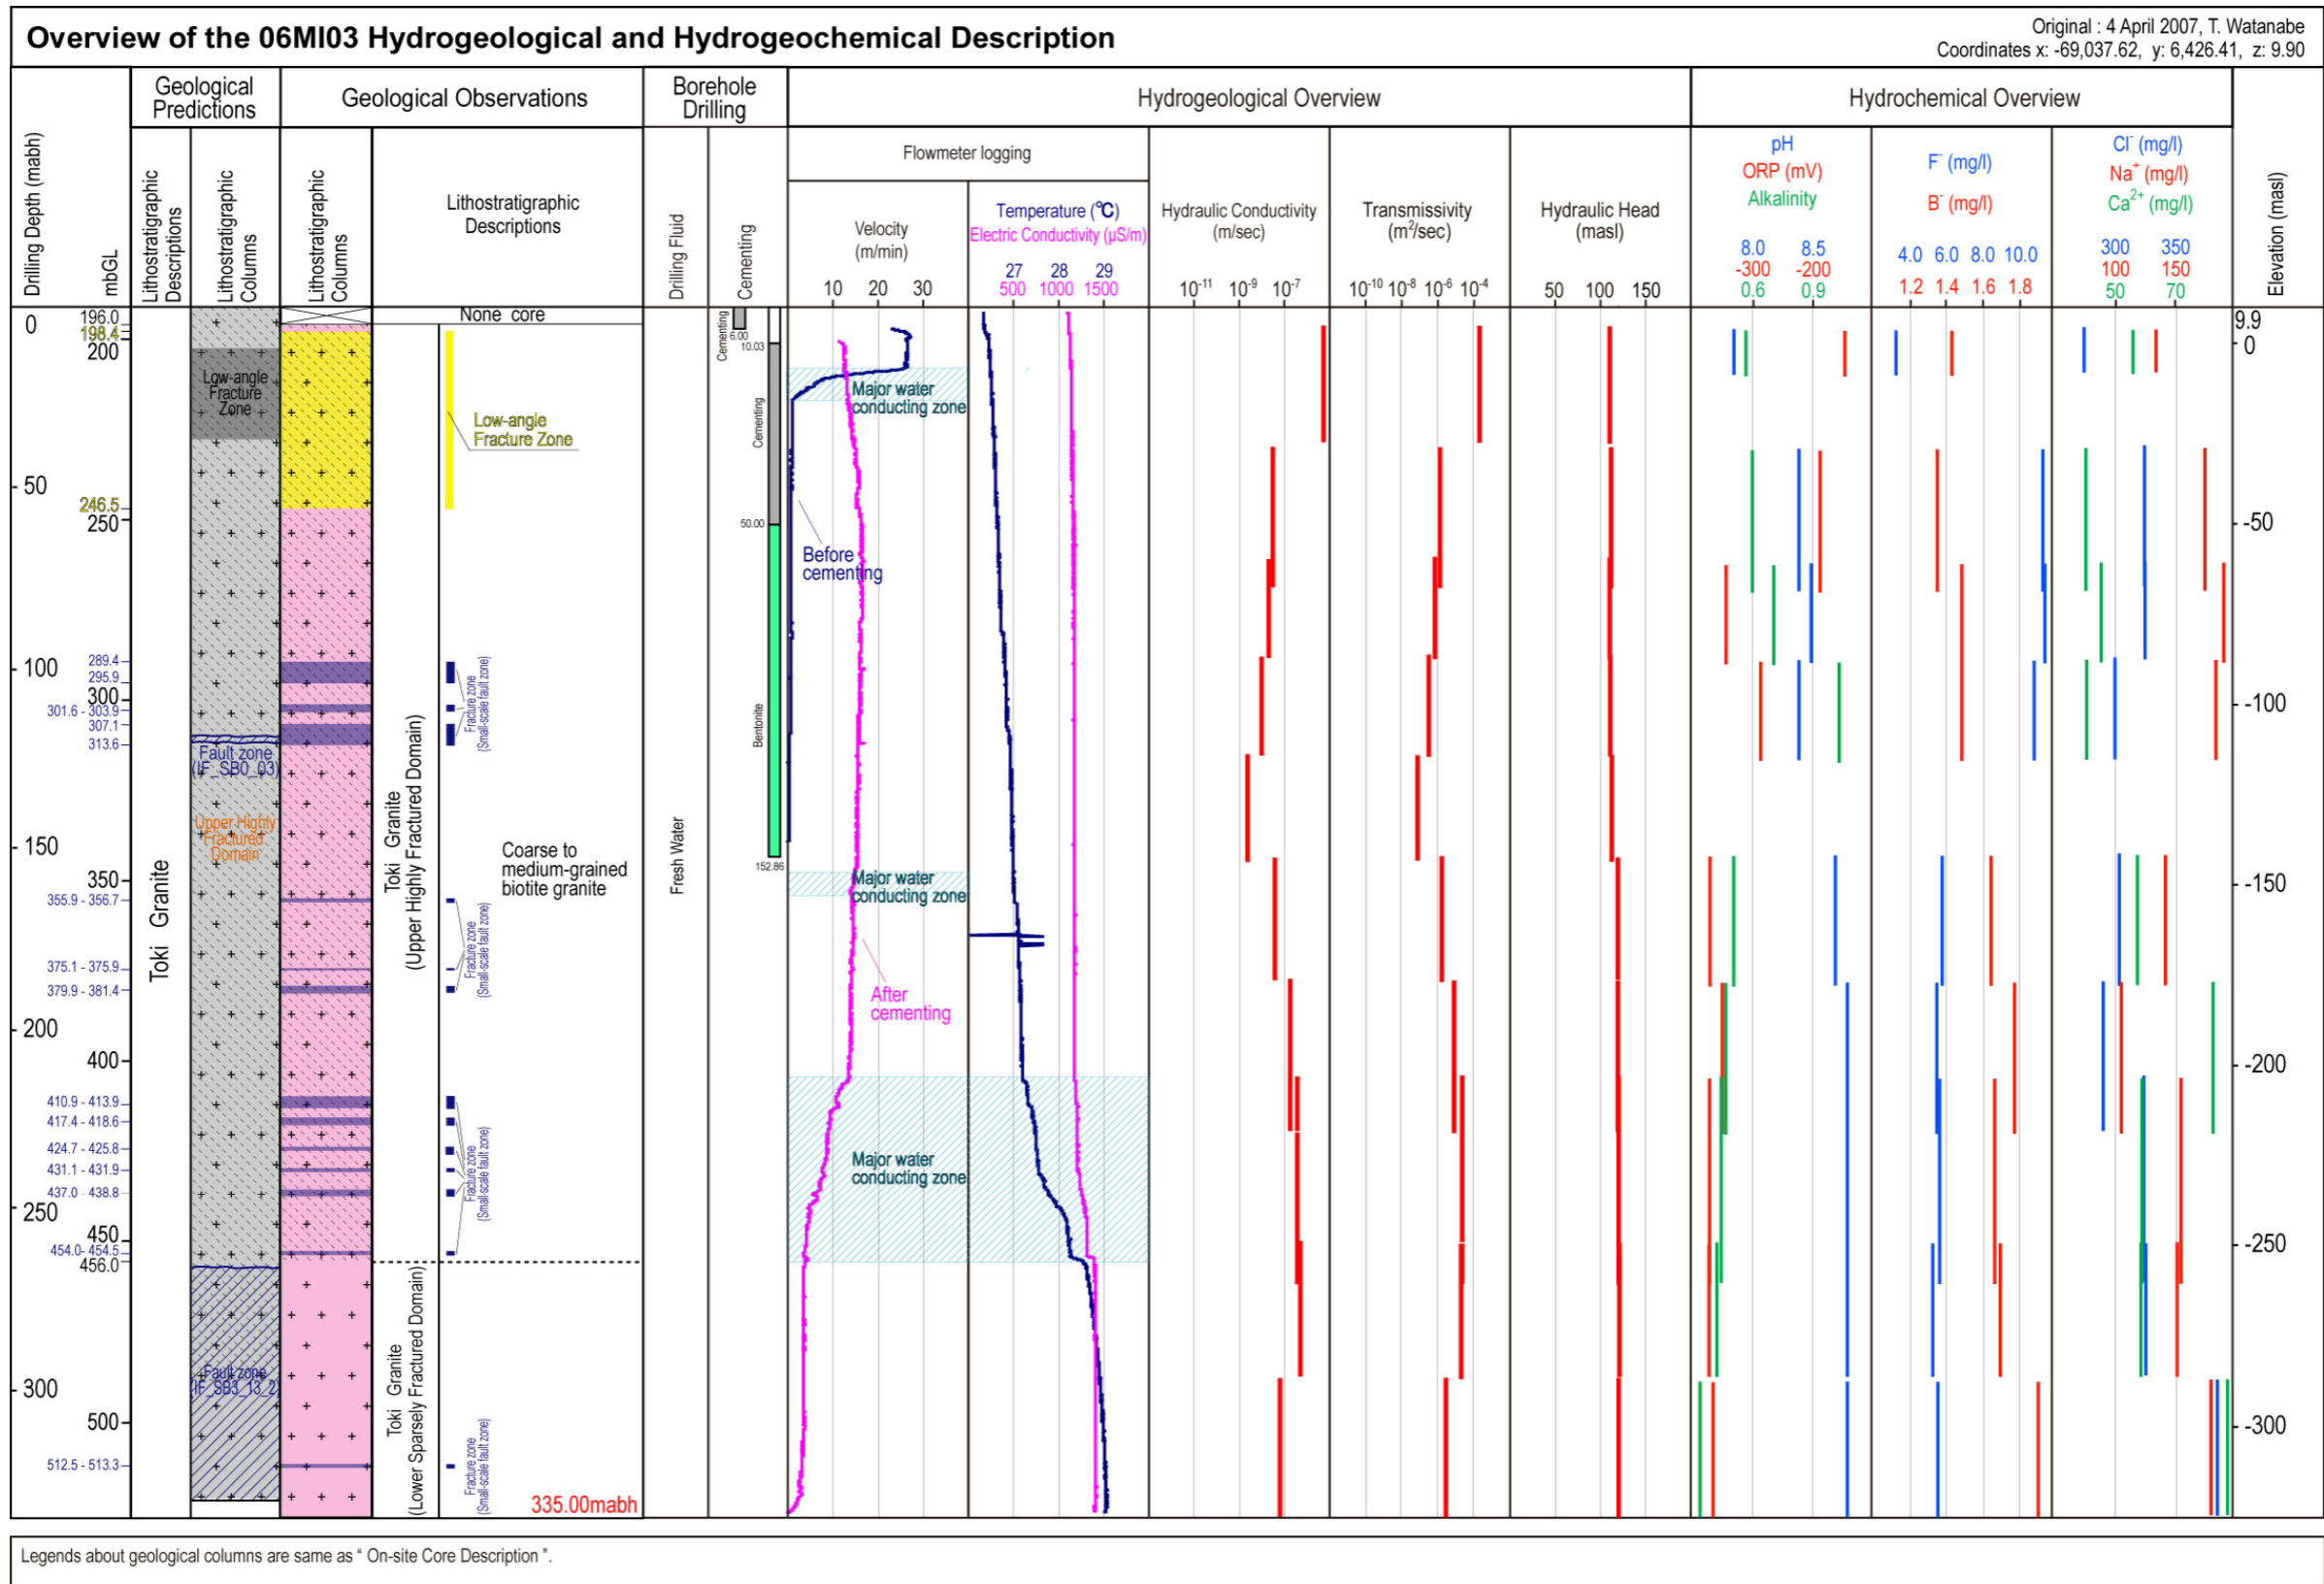 Overview of the 06MI03 Hydrogeological and Hydrogeochemical Description
Original : 4 April 2007, T. Watanabe
Coordinates x: -69,037.62, y: 6,426.41, z: 9.90
Drilling Depth (mabh)
mbGL
Geological
Predictions
Geological Observations
Borehole
Drilling
Hydrogeological Overview
Hydrochemical Overview
Elevation (masl)
Lithostratigraphic
Descriptions
Lithostratigraphic
Columns
Lithostratigraphic
Columns
Lithostratigraphic
Descriptions
Drilling Fluid
Cementing
Flowmeter logging
Velocity
(m/min)
10 20 30
Temperature (℃)
Electric Conductivity (µS/m)
27 28 29
500 1000 1500
Hydraulic Conductivity
(m/sec)
10⁻¹¹ 10⁻⁹ 10⁻⁷
Transmissivity
(m²/sec)
10⁻¹⁰ 10⁻⁸ 10⁻⁶ 10⁻⁴
Hydraulic Head
(masl)
50 100 150
pH
ORP (mV)
Alkalinity
8.0 8.5
-300 -200
0.6 0.9
F⁻ (mg/l)
B⁻ (mg/l)
4.0 6.0 8.0 10.0
1.2 1.4 1.6 1.8
Cl⁻ (mg/l)
Na⁺ (mg/l)
Ca²⁺ (mg/l)
300 350
100 150
50 70
0
50
100
150
200
250
300
196.0
198.4
200
246.5
250
289.4
295.9
300
301.6 - 303.9
307.1
313.6
350
355.9 - 356.7
375.1 - 375.9
379.9 - 381.4
400
410.9 - 413.9
417.4 - 418.6
424.7 - 425.8
431.1 - 431.9
437.0 - 438.8
450
454.0- 454.5
456.0
500
512.5 - 513.3
Toki Granite
Low-angle
Fracture
Zone
Fault zone
(IF_SB0_03)
Upper Highly
Fractured
Domain
Fault zone
IF_SB3_13_2
None core
Low-angle
Fracture Zone
Toki Granite
(Upper Highly Fractured Domain)
Fracture zone
(Small-scale fault zone)
Coarse to
medium-grained
biotite granite
Fracture zone
(Small-scale fault zone)
Fracture zone
(Small-scale fault zone)
Toki Granite
(Lower Sparsely Fractured Domain)
Fracture zone
(Small-scale fault zone)
335.00mabh
Fresh Water
Cementing
6.00
10.03
Cementing
50.00
Bentonite
152.86
Major water
conducting zone
Before
cementing
Major water
conducting zone
After
cementing
Major water
conducting zone
9.9
0
-50
-100
-150
-200
-250
-300
Legends about geological columns are same as “ On-site Core Description ”.